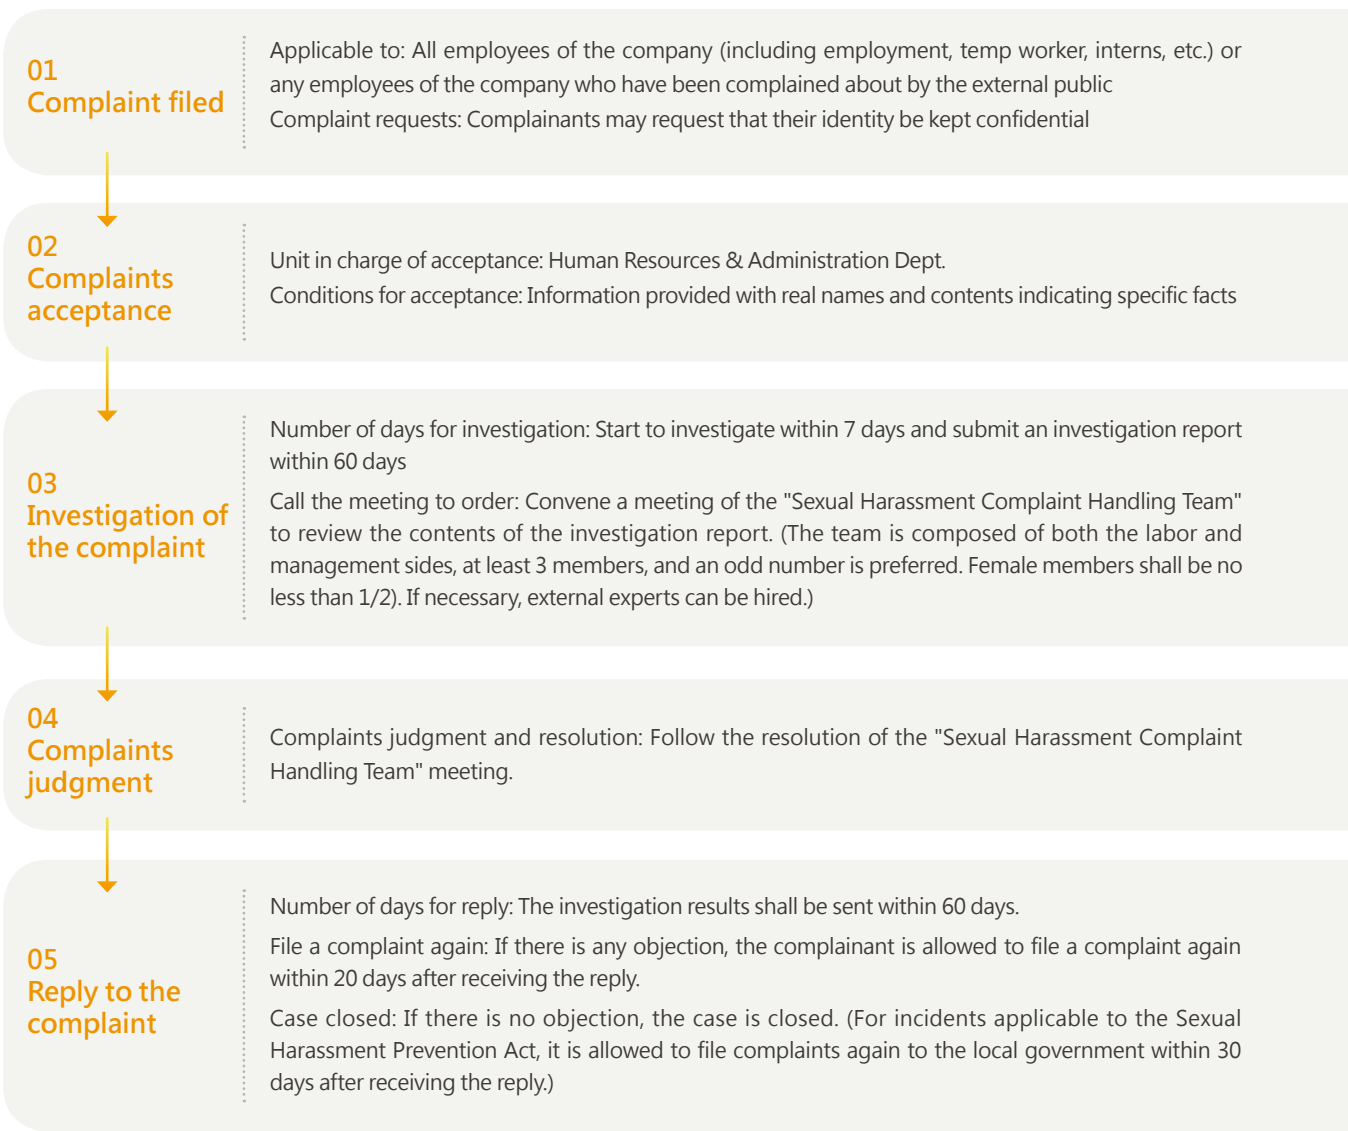 01
Complaint filed
Applicable to: All employees of the company (including employment, temp worker, interns, etc.) or
any employees of the company who have been complained about by the external public
Complaint requests: Complainants may request that their identity be kept confidential
02
Complaints
acceptance
Unit in charge of acceptance: Human Resources & Administration Dept.
Conditions for acceptance: Information provided with real names and contents indicating specific facts
03
Investigation of
the complaint
Number of days for investigation: Start to investigate within 7 days and submit an investigation report
within 60 days
Call the meeting to order: Convene a meeting of the "Sexual Harassment Complaint Handling Team"
to review the contents of the investigation report. (The team is composed of both the labor and
management sides, at least 3 members, and an odd number is preferred. Female members shall be no
less than 1/2). If necessary, external experts can be hired.)
04
Complaints
judgment
Complaints judgment and resolution: Follow the resolution of the "Sexual Harassment Complaint
Handling Team" meeting.
05
Reply to the
complaint
Number of days for reply: The investigation results shall be sent within 60 days.
File a complaint again: If there is any objection, the complainant is allowed to file a complaint again
within 20 days after receiving the reply.
Case closed: If there is no objection, the case is closed. (For incidents applicable to the Sexual
Harassment Prevention Act, it is allowed to file complaints again to the local government within 30
days after receiving the reply.)